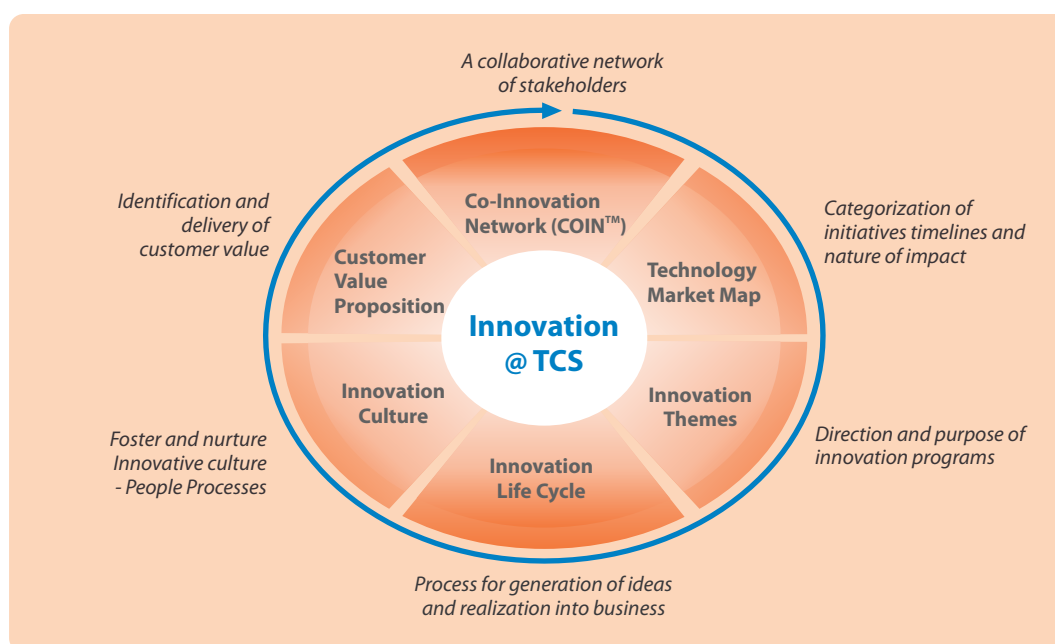 A collaborative network
of stakeholders
Identification and
delivery of
customer value
Categorization of
initiatives timelines and
nature of impact
Co-Innovation
Network (COIN™)
Customer
Value
Proposition
Technology
Market Map
Innovation
@ TCS
Innovation
Culture
Innovation
Themes
Innovation
Life Cycle
Foster and nurture
Innovative culture
- People Processes
Direction and purpose of
innovation programs
Process for generation of ideas
and realization into business